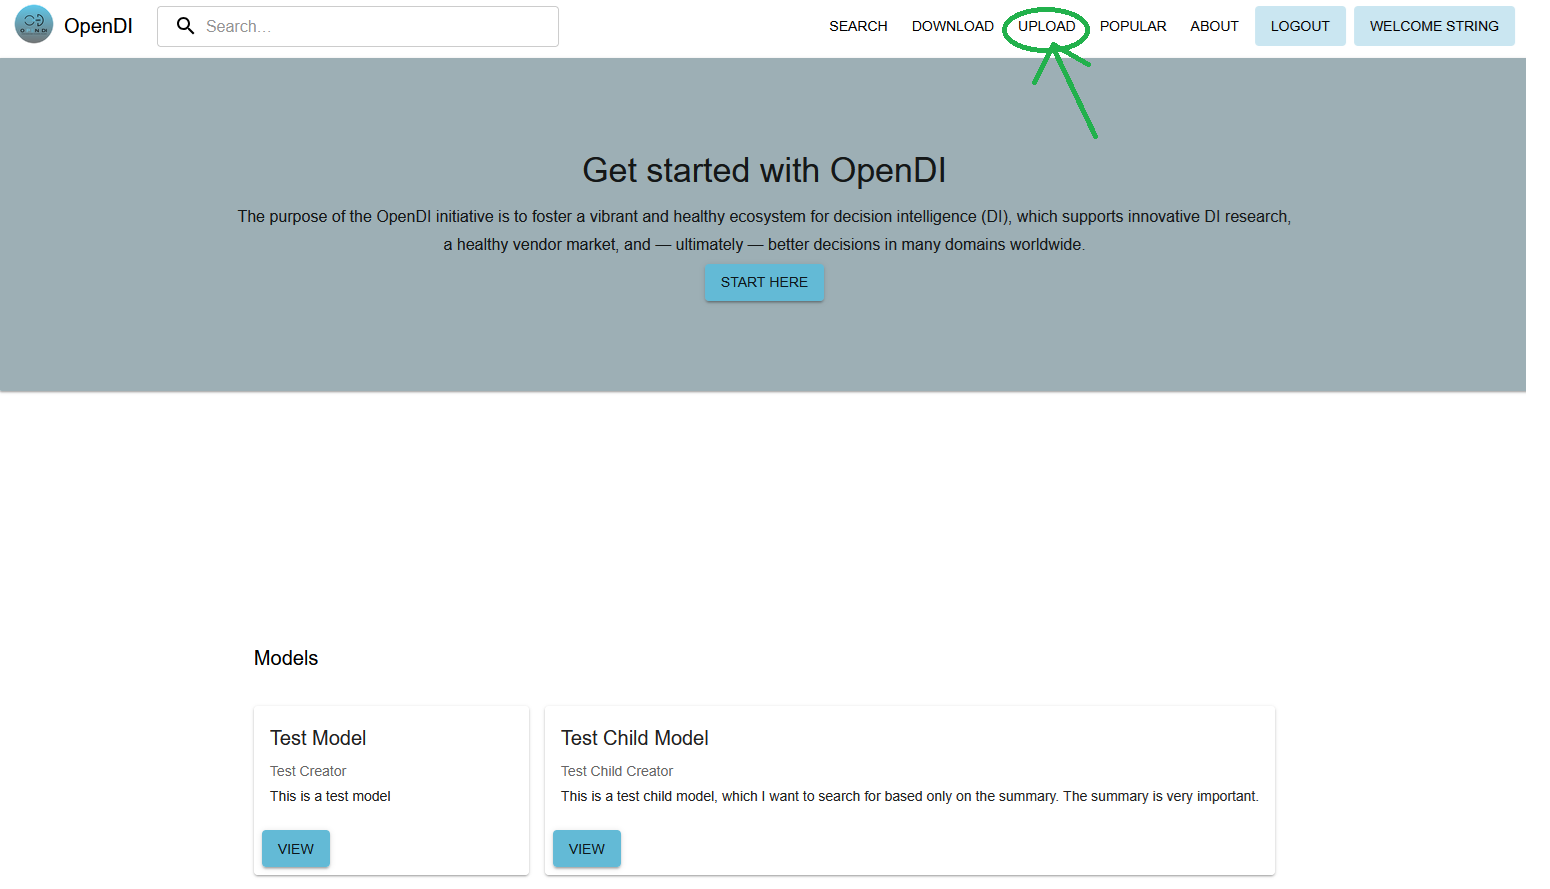 OpenDI
Search...
SEARCH
DOWNLOAD
UPLOAD
POPULAR
ABOUT
LOGOUT
WELCOME STRING
Get started with OpenDI
The purpose of the OpenDI initiative is to foster a vibrant and healthy ecosystem for decision intelligence (DI), which supports innovative DI research,
a healthy vendor market, and — ultimately — better decisions in many domains worldwide.
START HERE
Models
Test Model
Test Creator
This is a test model
VIEW
Test Child Model
Test Child Creator
This is a test child model, which I want to search for based only on the summary. The summary is very important.
VIEW